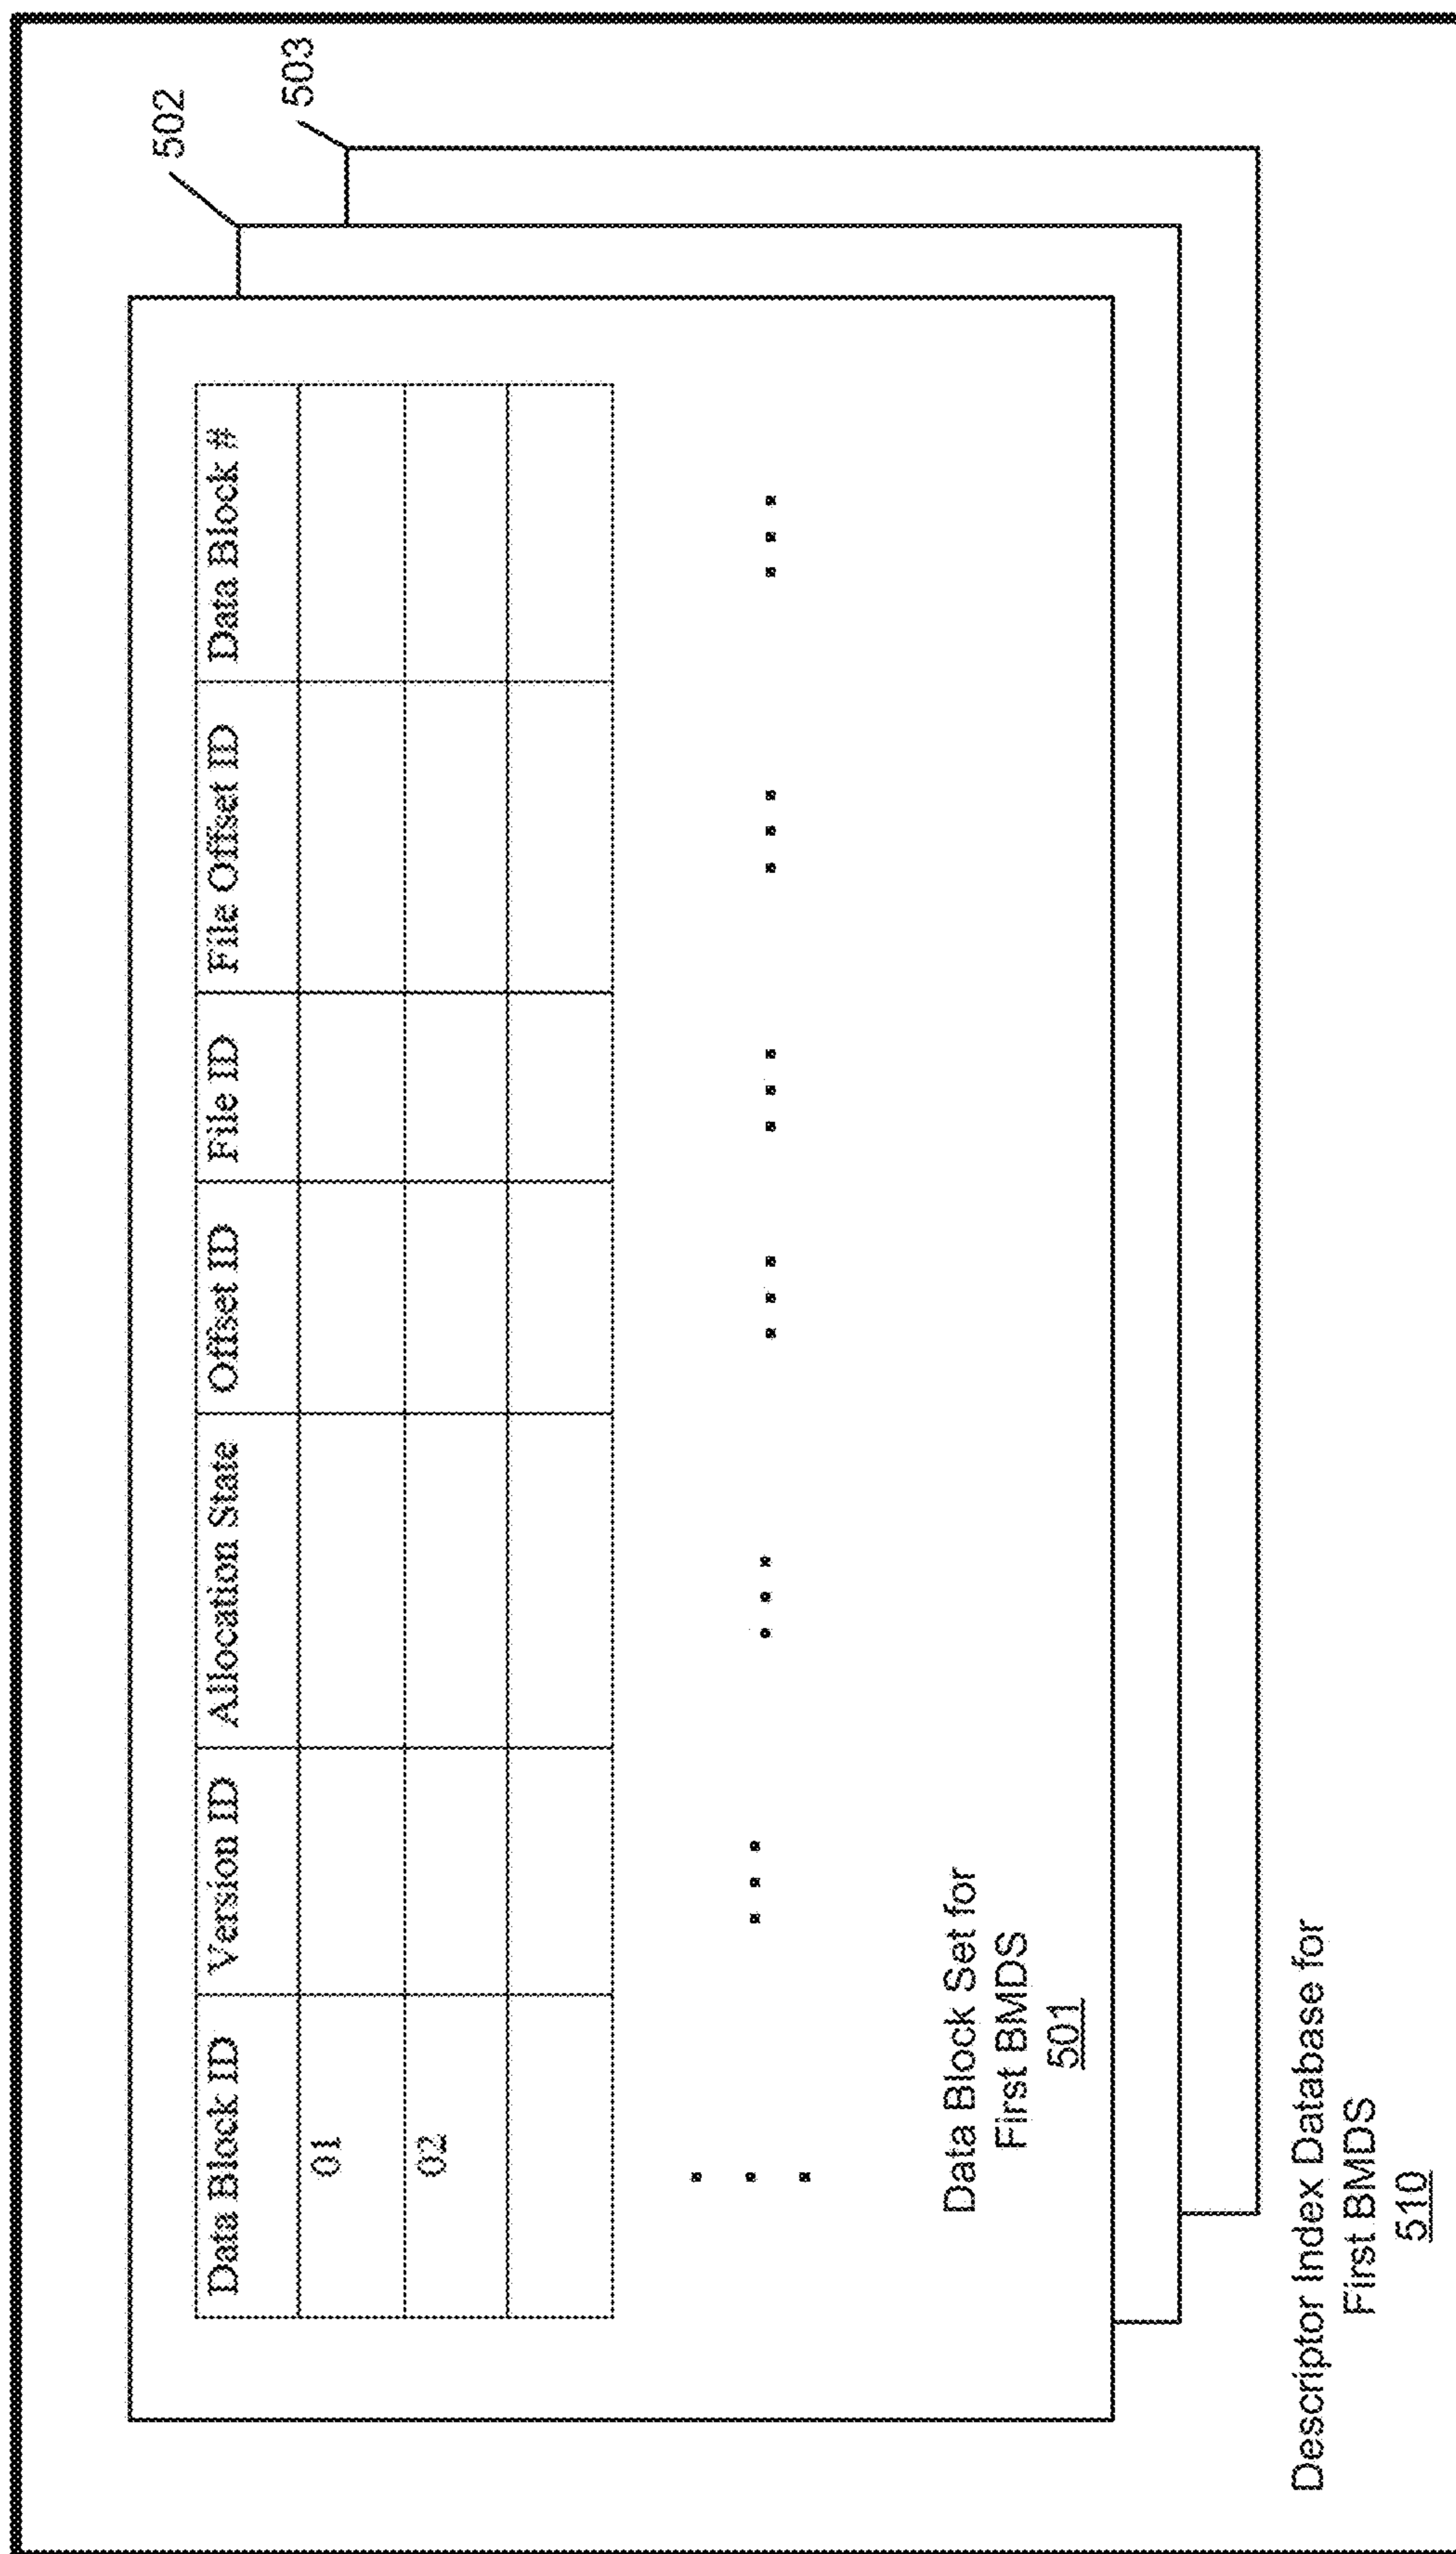 502
503
Data Block ID Version ID Allocation State Offset ID File ID File Offset ID Data Block #
01
02
Data Block Set for
First BMDS
501
Descriptor Index Database for
First BMDS
510